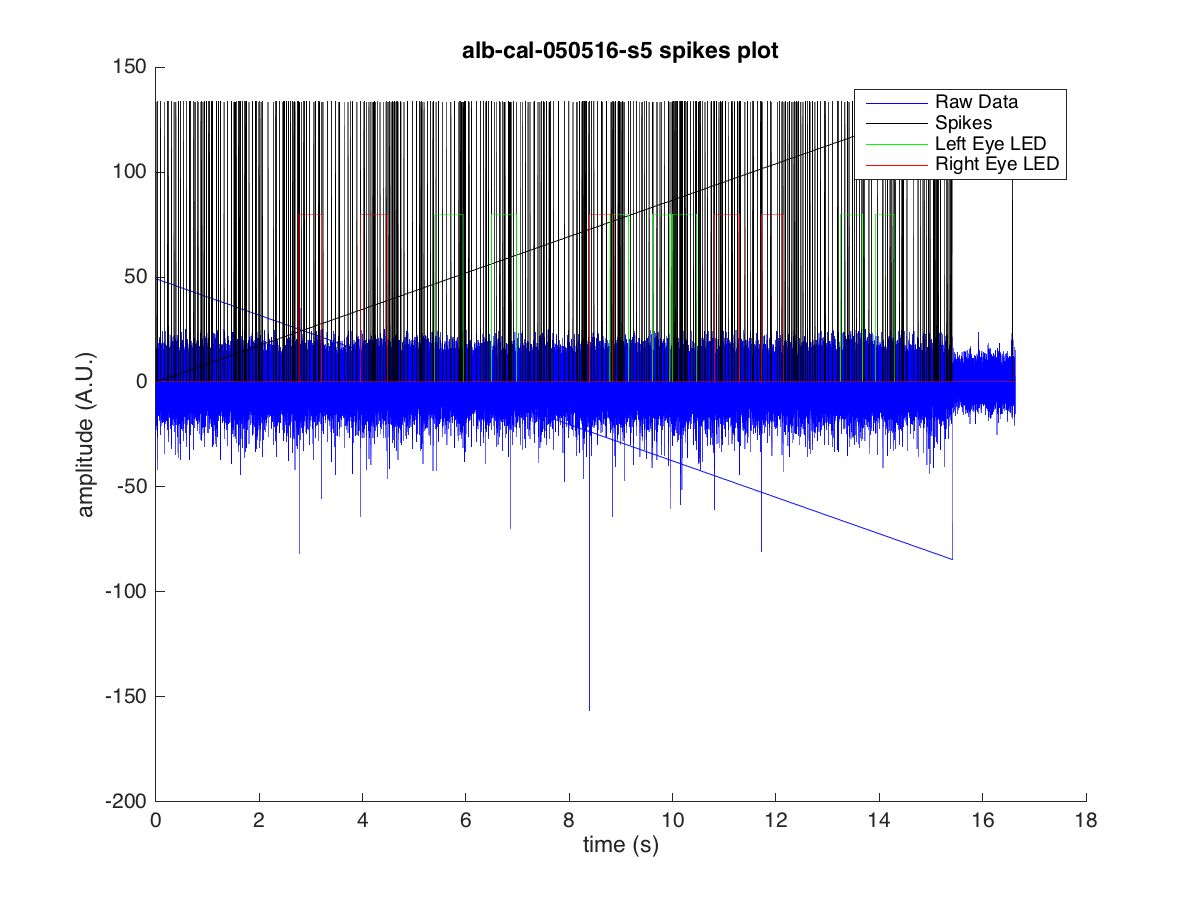 alb-cal-050516-s5 spikes plot
150
100
50
0
-50
-100
-150
-200
amplitude (A.U.)
Raw Data
Spikes
Left Eye LED
Right Eye LED
0 2 4 6 8 10 12 14 16 18
time (s)